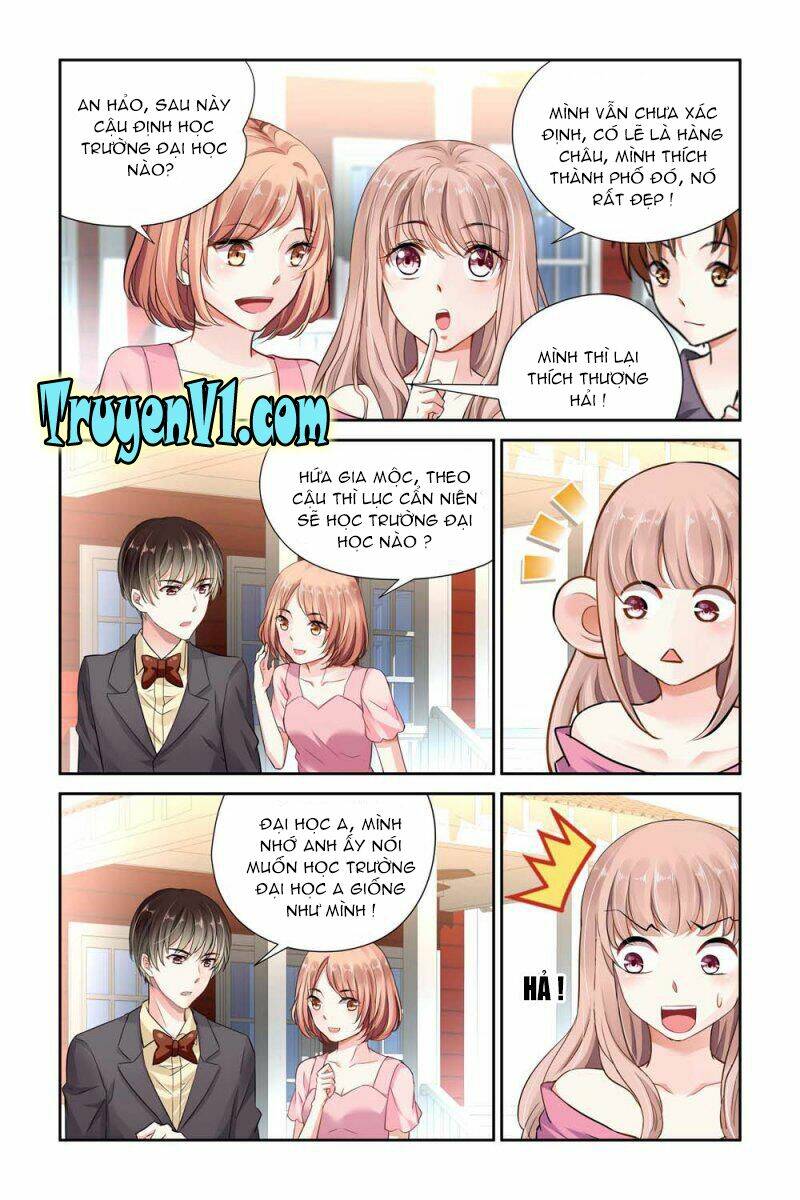 AN HẢO, SAU NÀY
CẬU ĐỊNH HỌC
TRƯỜNG ĐẠI HỌC
NÀO?
MÌNH VẪN CHƯA XÁC
ĐỊNH, CÓ LẼ LÀ HÀNG
CHÂU, MÌNH THÍCH
THÀNH PHỐ ĐÓ, NÓ
RẤT ĐẸP !
MÌNH THÌ LẠI
THÍCH THƯỢNG
HẢI !
TruyenV1.com
HỨA GIA MỘC, THEO
CẬU THÌ LỤC CẨN NIÊN
SẼ HỌC TRƯỜNG ĐẠI
HỌC NÀO ?
ĐẠI HỌC A, MÌNH
NHỚ ANH ẤY NÓI
MUỐN HỌC TRƯỜNG
ĐẠI HỌC A GIỐNG
NHƯ MÌNH !
HẢ !